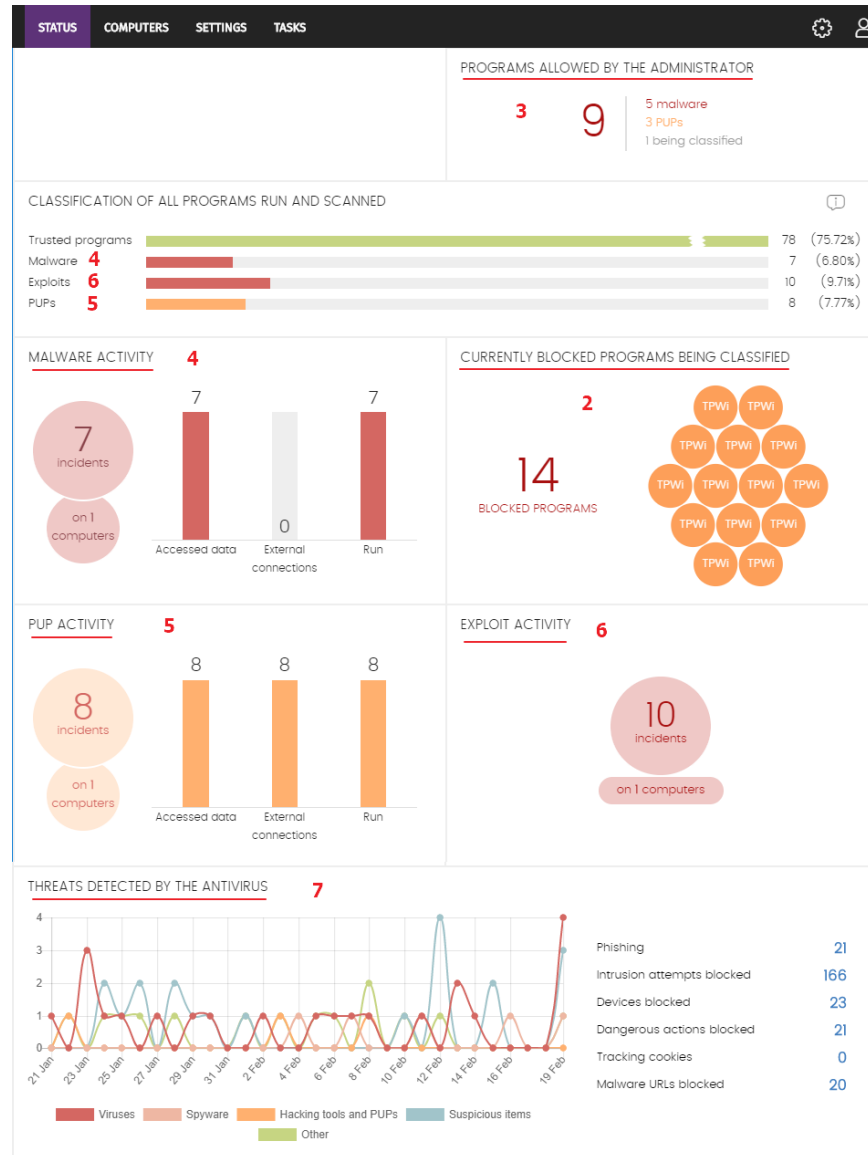 STATUS COMPUTERS SETTINGS TASKS
PROGRAMS ALLOWED BY THE ADMINISTRATOR
3
9
5 malware
3 PUPs
1 being classified
CLASSIFICATION OF ALL PROGRAMS RUN AND SCANNED
Trusted programs 78 (75.72%)
Malware 4 7 (6.80%)
Exploits 6 10 (9.71%)
PUPs 5 8 (7.77%)
MALWARE ACTIVITY 4
7
incidents
on 1
computers
7 0 7
Accessed data External connections Run
CURRENTLY BLOCKED PROGRAMS BEING CLASSIFIED
2
14
BLOCKED PROGRAMS
TPWi TPWi
TPWi TPWi TPWi
TPWi TPWi TPWi TPWi
TPWi TPWi TPWi
TPWi TPWi
PUP ACTIVITY 5
8
incidents
on 1
computers
8 8 8
Accessed data External connections Run
EXPLOIT ACTIVITY 6
10
incidents
on 1 computers
THREATS DETECTED BY THE ANTIVIRUS 7
4
3
2
1
0
21 Jan 23 Jan 25 Jan 27 Jan 29 Jan 31 Jan 2 Feb 4 Feb 6 Feb 8 Feb 10 Feb 12 Feb 14 Feb 16 Feb 19 Feb
Viruses Spyware Hacking tools and PUPs Suspicious items
Other
Phishing 21
Intrusion attempts blocked 166
Devices blocked 23
Dangerous actions blocked 21
Tracking cookies 0
Malware URLs blocked 20